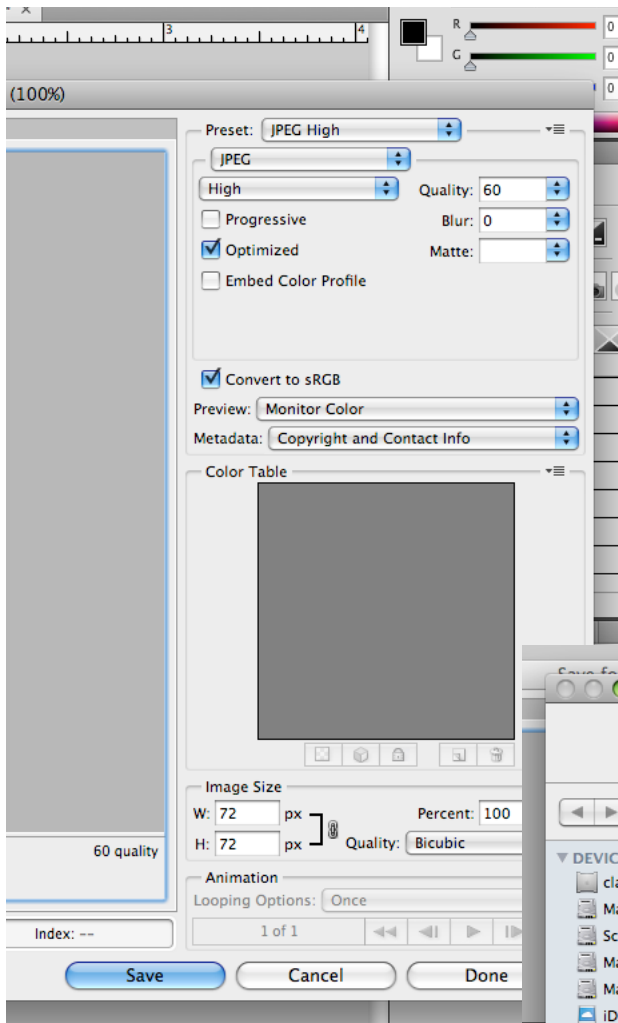 3 4
R 0
G 0
0
(100%)
Preset: JPEG High
JPEG
High Quality: 60
Progressive Blur: 0
Optimized Matte:
Embed Color Profile
Convert to sRGB
Preview: Monitor Color
Metadata: Copyright and Contact Info
Color Table
Image Size
W: 72 px Percent: 100
H: 72 px Quality: Bicubic
60 quality
Animation
Looping Options: Once
Index: -- 1 of 1
Save Cancel Done
Save fo
DEVIC
cla
Ma
Sc
Ma
Ma
iD